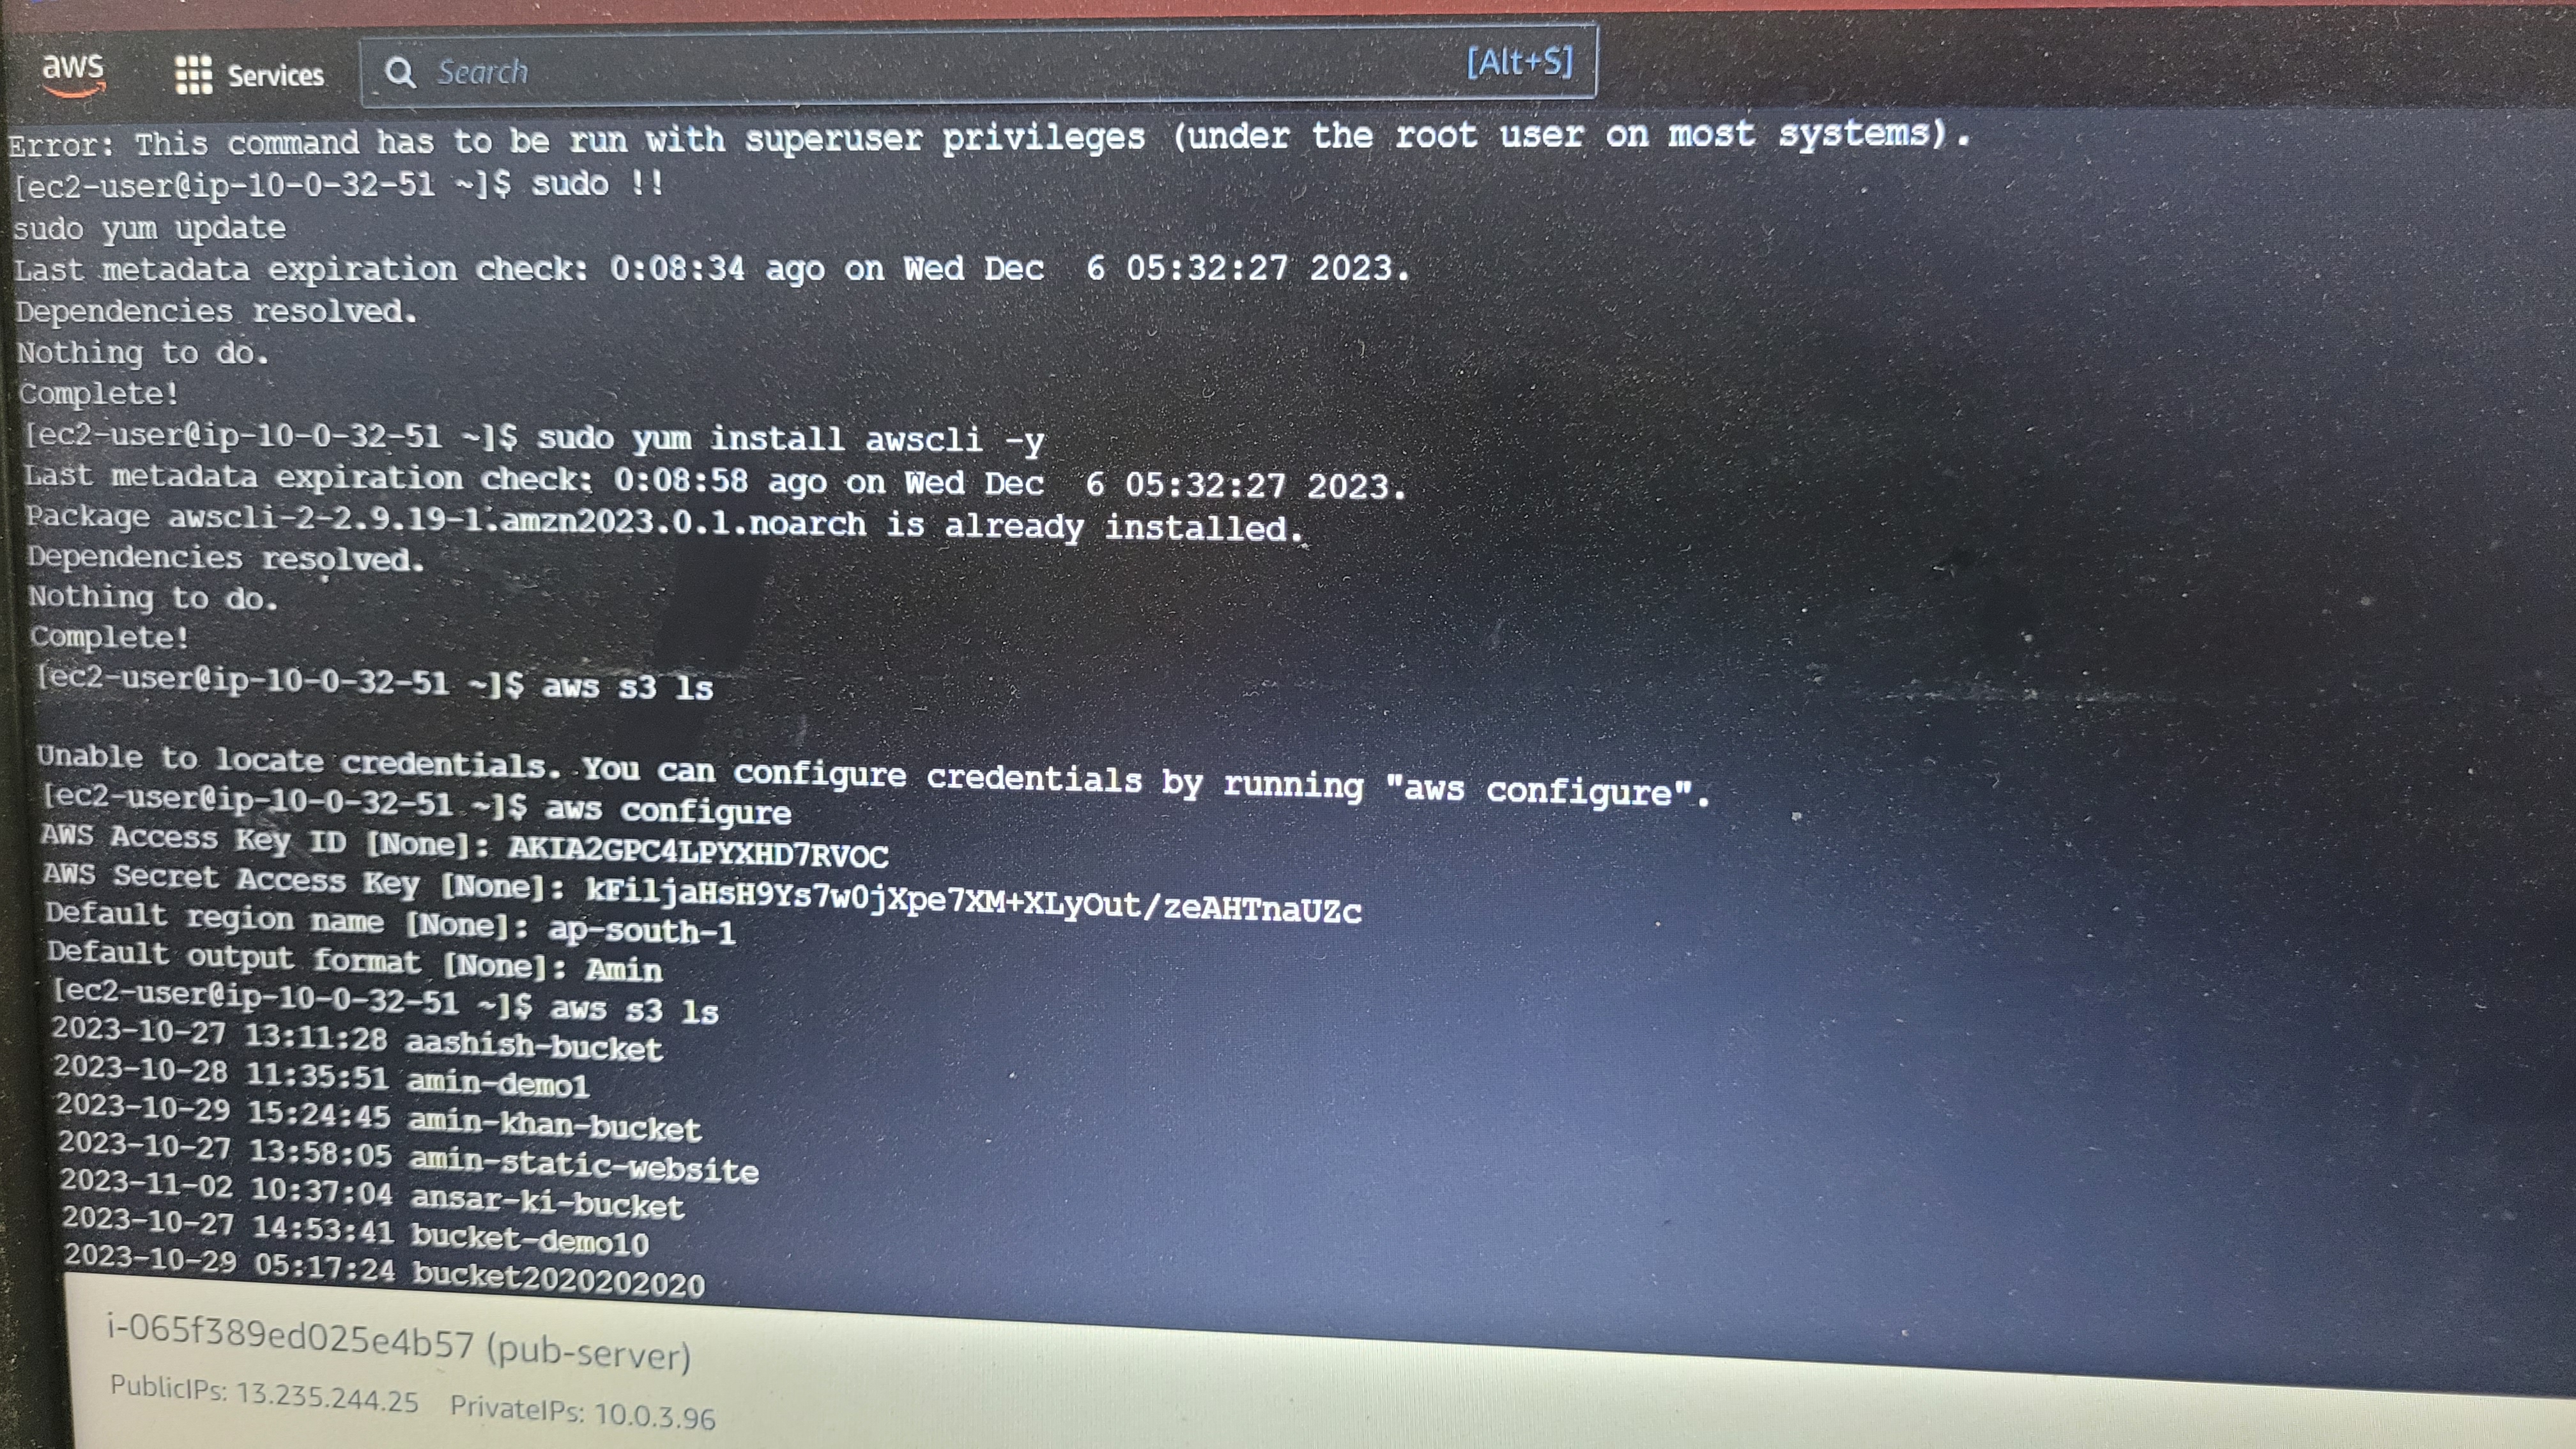 aws Services Search [Alt+S]
Error: This command has to be run with superuser privileges (under the root user on most systems).
[ec2-user@ip-10-0-32-51 ~]$ sudo !!
sudo yum update
Last metadata expiration check: 0:08:34 ago on Wed Dec  6 05:32:27 2023.
Dependencies resolved.
Nothing to do.
Complete!
[ec2-user@ip-10-0-32-51 ~]$ sudo yum install awscli -y
Last metadata expiration check: 0:08:58 ago on Wed Dec  6 05:32:27 2023.
Package awscli-2-2.9.19-1.amzn2023.0.1.noarch is already installed.
Dependencies resolved.
Nothing to do.
Complete!
[ec2-user@ip-10-0-32-51 ~]$ aws s3 ls
Unable to locate credentials. You can configure credentials by running "aws configure".
[ec2-user@ip-10-0-32-51 ~]$ aws configure
AWS Access Key ID [None]: AKIA2GPC4LPYXHD7RVOC
AWS Secret Access Key [None]: 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
Default region name [None]: ap-south-1
Default output format [None]: Amin
[ec2-user@ip-10-0-32-51 ~]$ aws s3 ls
2023-10-27 13:11:28 aashish-bucket
2023-10-28 11:35:51 amin-demo1
2023-10-29 15:24:45 amin-khan-bucket
2023-10-27 13:58:05 amin-static-website
2023-11-02 10:37:04 ansar-ki-bucket
2023-10-27 14:53:41 bucket-demo10
2023-10-29 05:17:24 bucket2020202020
i-065f389ed025e4b57 (pub-server)
PublicIPs: 13.235.244.25 PrivateIPs: 10.0.3.96